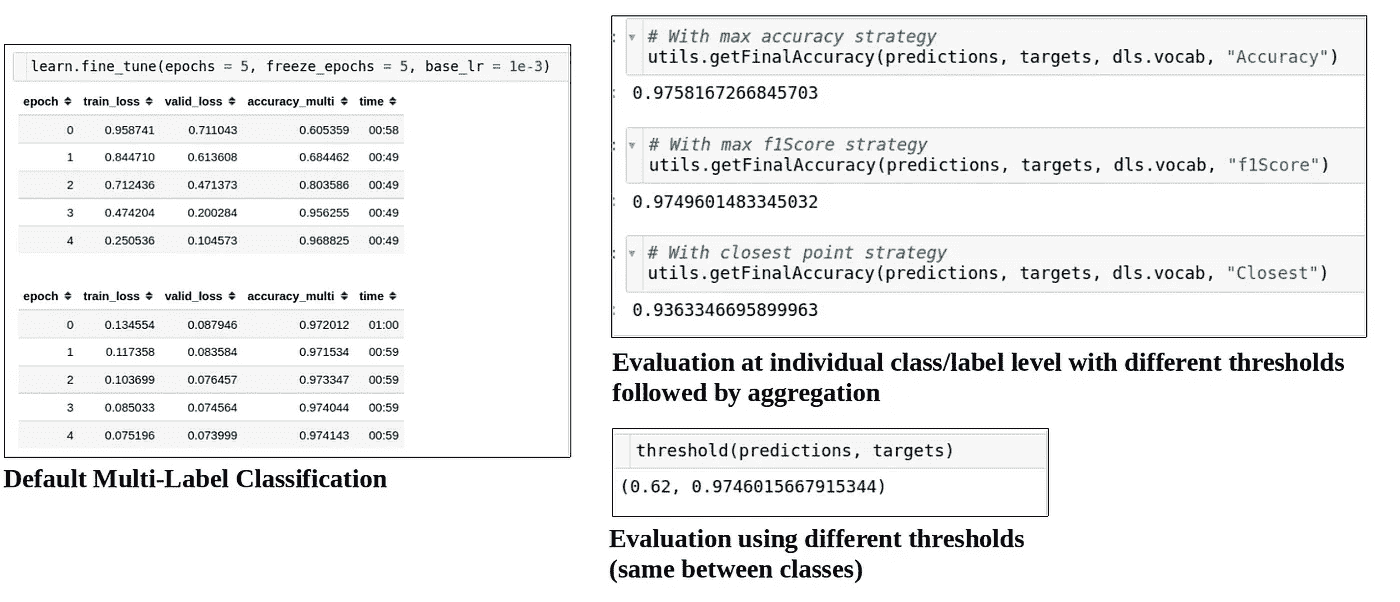 learn.fine_tune(epochs = 5, freeze_epochs = 5, base_lr = 1e-3)
epoch train_loss valid_loss accuracy_multi time
0 0.958741 0.711043 0.605359 00:58
1 0.844710 0.613608 0.684462 00:49
2 0.712436 0.471373 0.803586 00:49
3 0.474204 0.200284 0.956255 00:49
4 0.250536 0.104573 0.968825 00:49
epoch train_loss valid_loss accuracy_multi time
0 0.134554 0.087946 0.972012 01:00
1 0.117358 0.083584 0.971534 00:59
2 0.103699 0.076457 0.973347 00:59
3 0.085033 0.074564 0.974044 00:59
4 0.075196 0.073999 0.974143 00:59
Default Multi-Label Classification
# With max accuracy strategy
utils.getFinalAccuracy(predictions, targets, dls.vocab, "Accuracy")
0.9758167266845703
# With max f1Score strategy
utils.getFinalAccuracy(predictions, targets, dls.vocab, "f1Score")
0.9749601483345032
# With closest point strategy
utils.getFinalAccuracy(predictions, targets, dls.vocab, "Closest")
0.9363346695899963
Evaluation at individual class/label level with different thresholds
followed by aggregation
threshold(predictions, targets)
(0.62, 0.9746015667915344)
Evaluation using different thresholds
(same between classes)